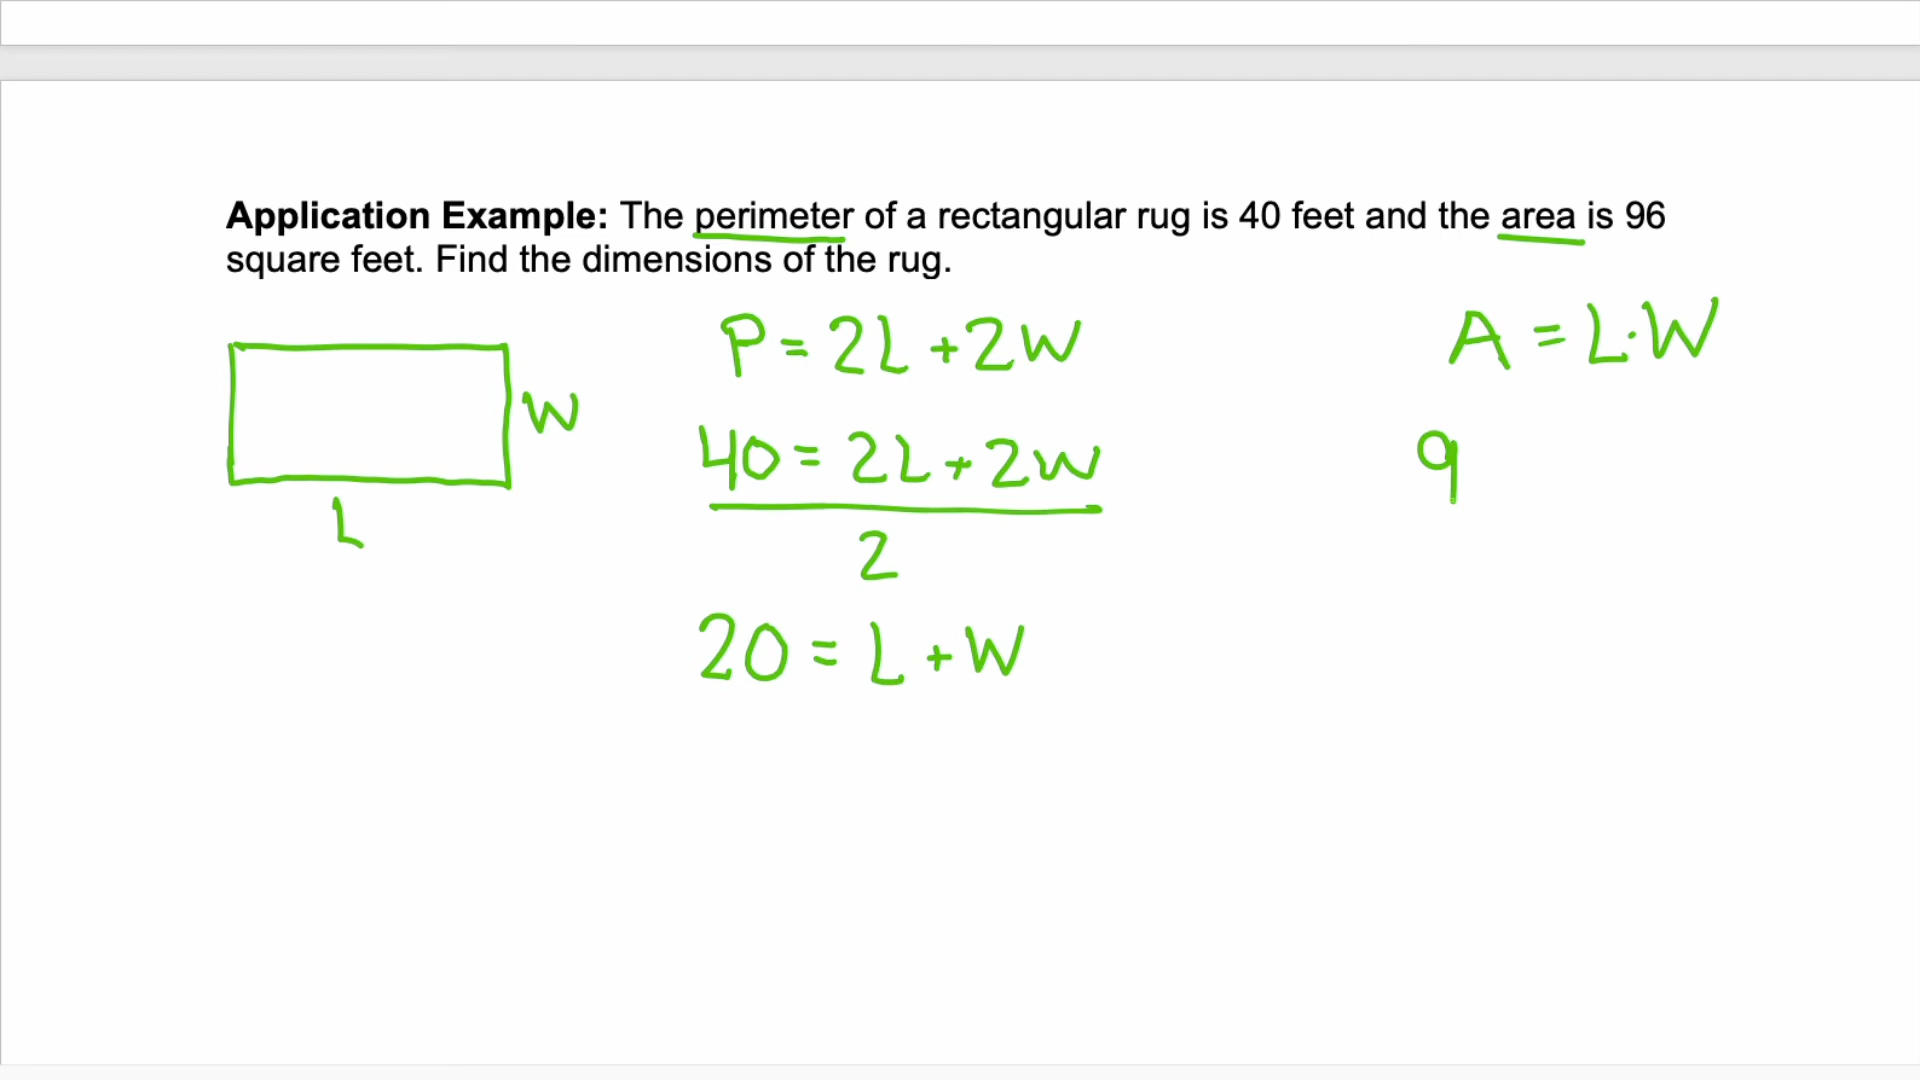 Application Example: The perimeter of a rectangular rug is 40 feet and the area is 96
square feet. Find the dimensions of the rug.
P = 2L + 2W
A = L·W
W
40 = 2L + 2W
9
L
2
20 = L + W